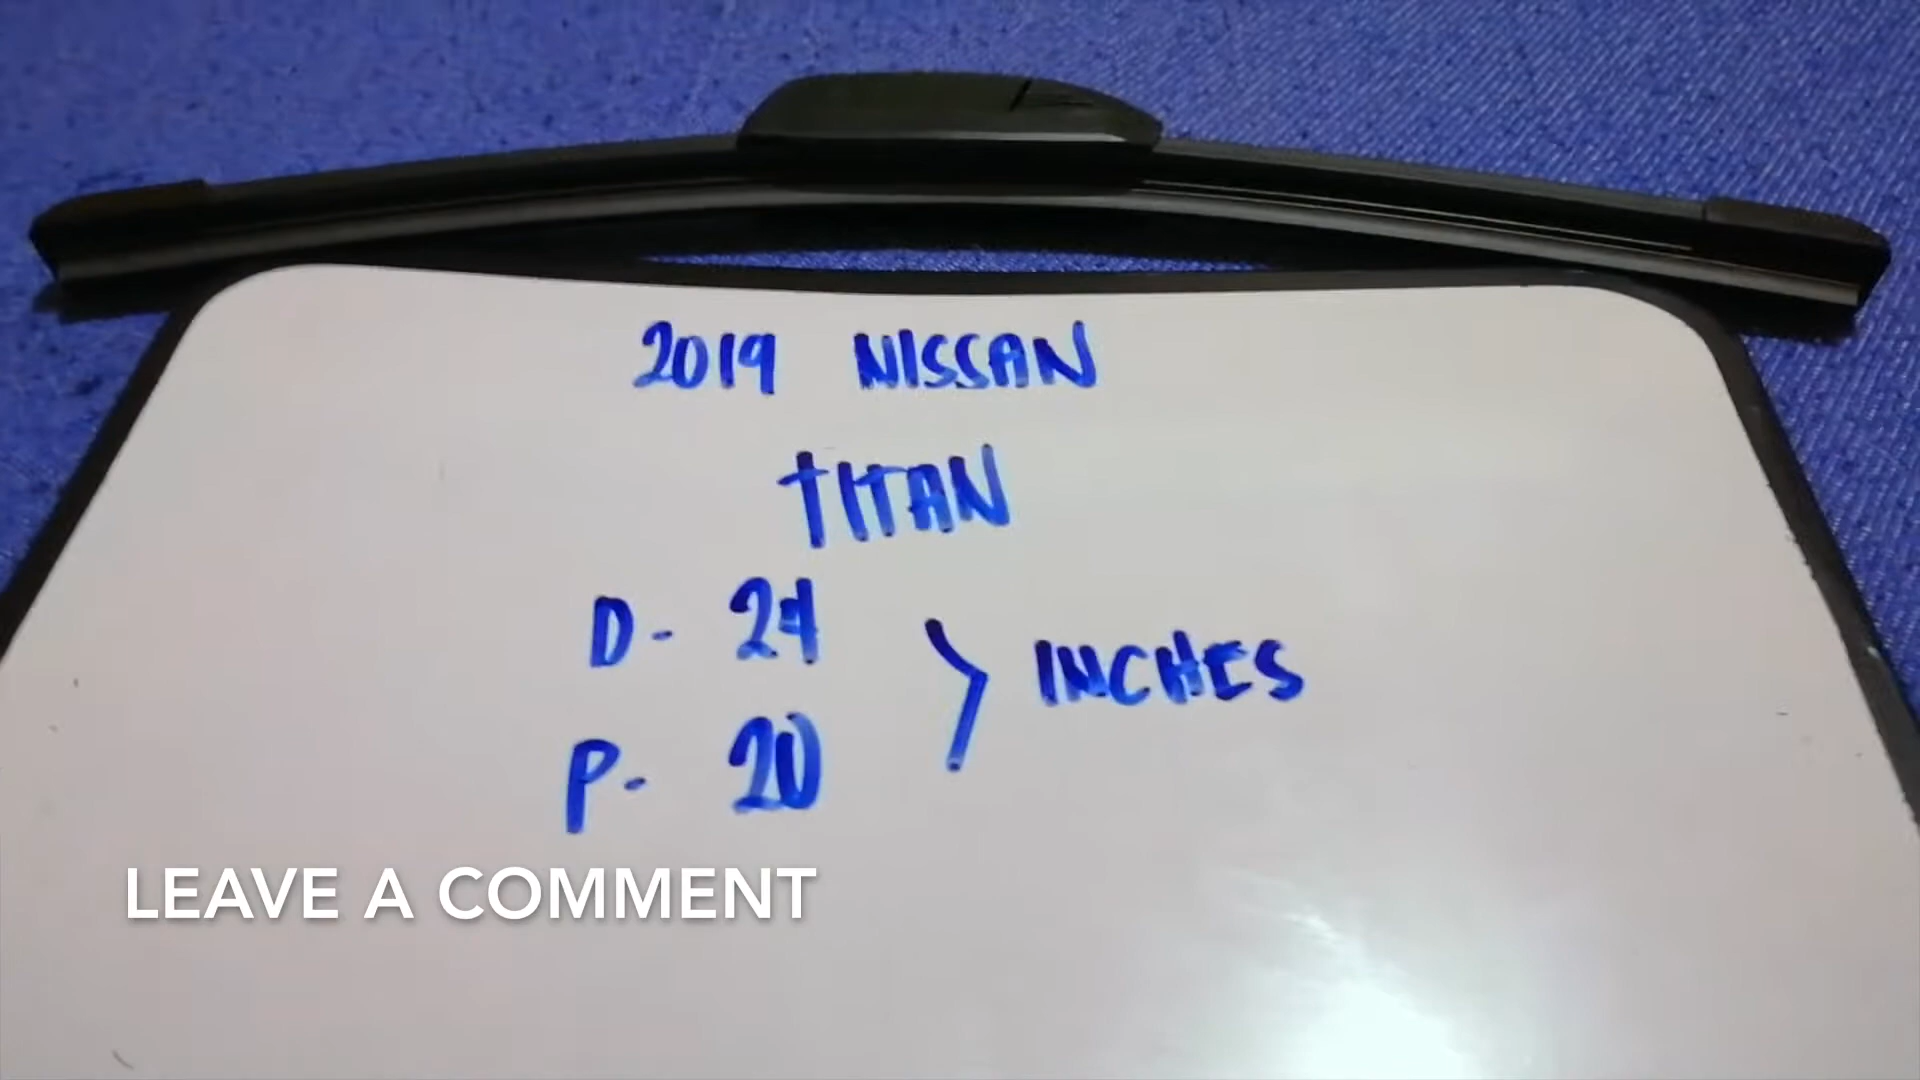 2019 NISSAN
TITAN
D- 24
P- 20
} INCHES
LEAVE A COMMENT